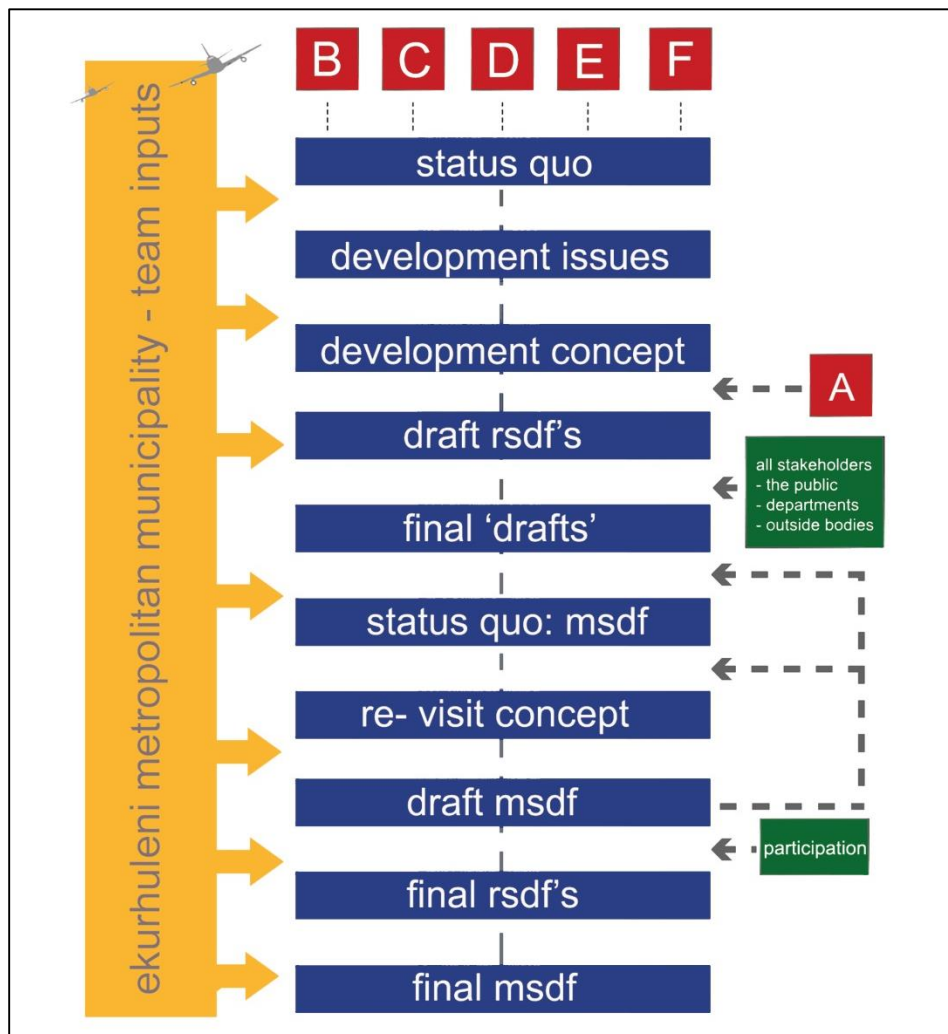 ekurhuleni metropolitan municipality - team inputs
B C D E F
status quo
development issues
development concept
A
draft rsdf's
all stakeholders
- the public
- departments
- outside bodies
final ‘drafts’
status quo: msdf
re- visit concept
draft msdf
participation
final rsdf's
final msdf